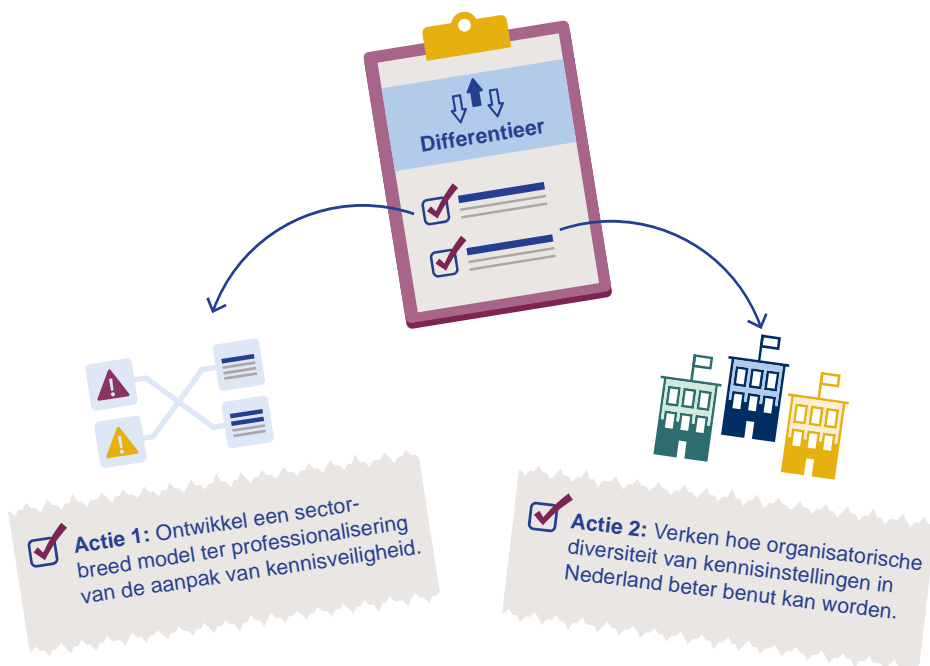 Differentieer
Actie 1: Ontwikkel een sector-
breed model ter professionalisering
van de aanpak van kennisveiligheid.
Actie 2: Verken hoe organisatorische
diversiteit van kennisinstellingen in
Nederland beter benut kan worden.